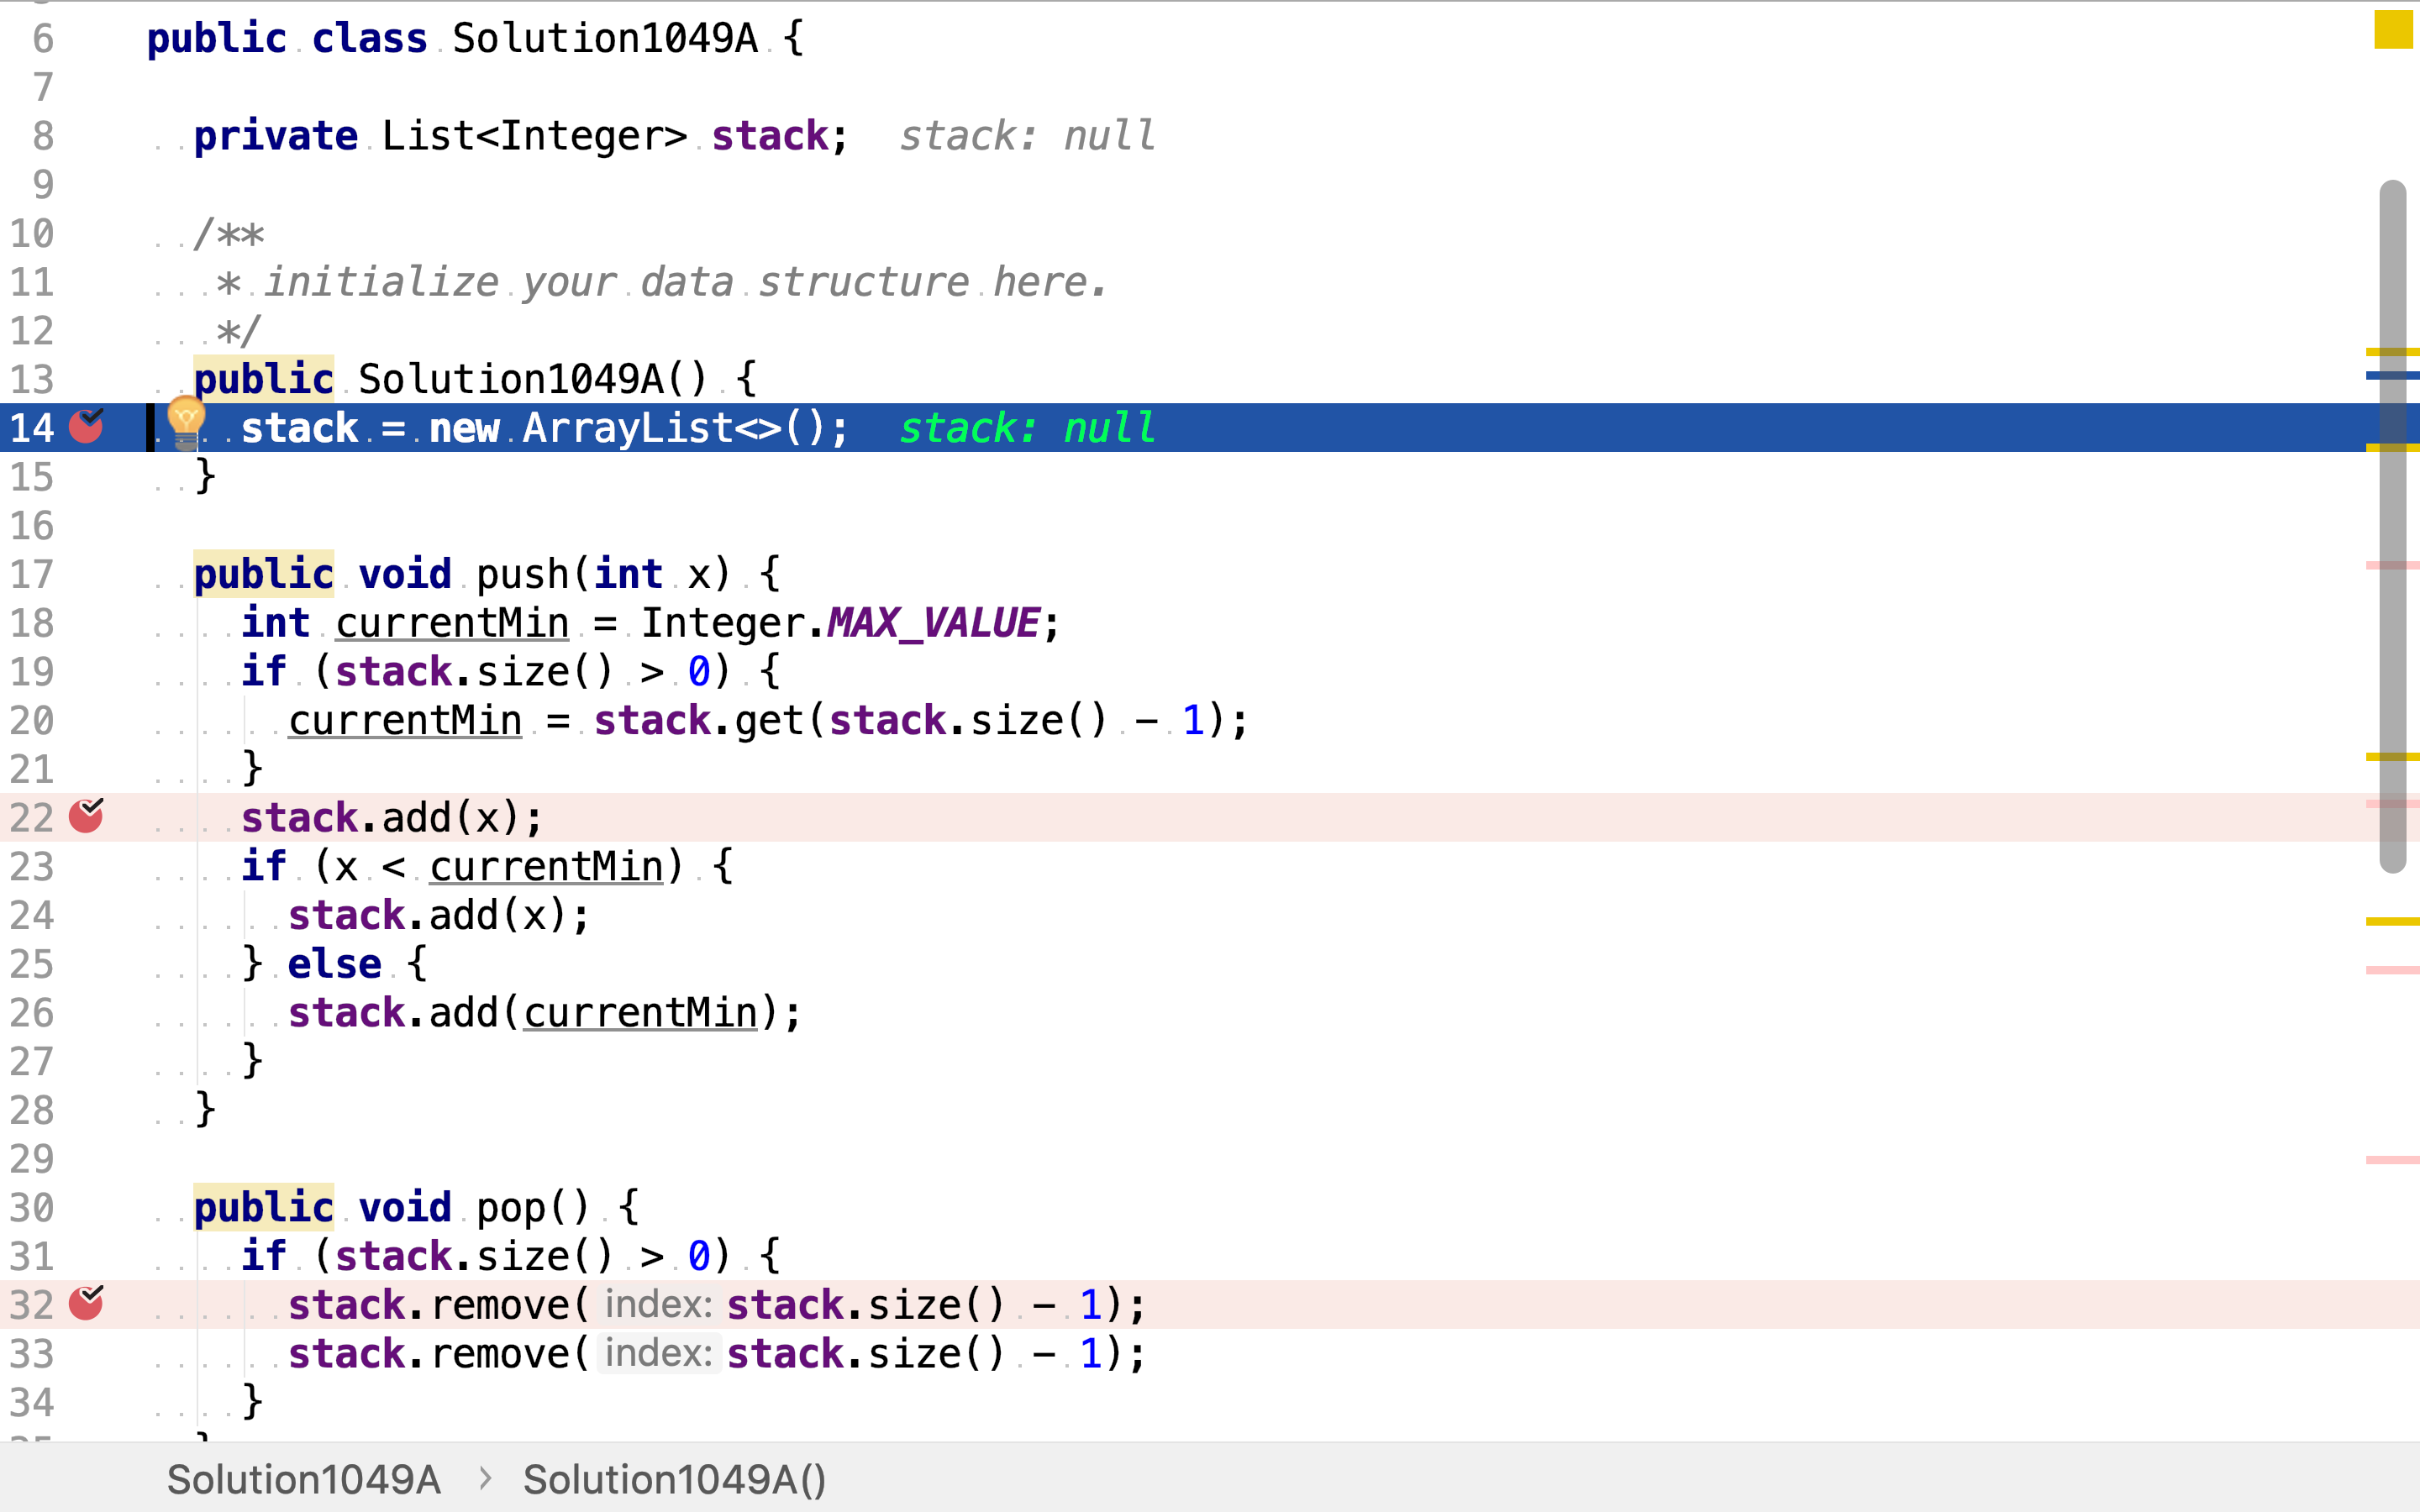 6 public class Solution1049A {
7
8 private List<Integer> stack; stack: null
9
10 /**
11 * initialize your data structure here.
12 */
13 public Solution1049A() {
14 stack = new ArrayList<>(); stack: null
15 }
16
17 public void push(int x) {
18 int currentMin = Integer.MAX_VALUE;
19 if (stack.size() > 0) {
20 currentMin = stack.get(stack.size() - 1);
21 }
22 stack.add(x);
23 if (x < currentMin) {
24 stack.add(x);
25 } else {
26 stack.add(currentMin);
27 }
28 }
29
30 public void pop() {
31 if (stack.size() > 0) {
32 stack.remove( index: stack.size() - 1);
33 stack.remove( index: stack.size() - 1);
34 }
Solution1049A > Solution1049A()